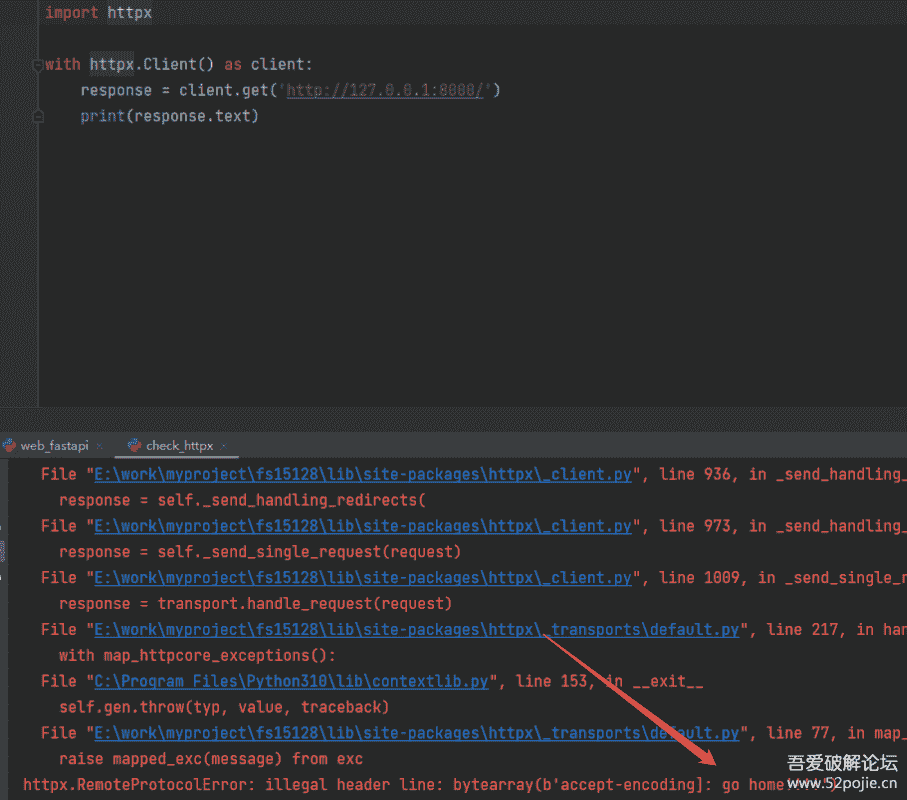 import httpx
with httpx.Client() as client:
response = client.get('http://127.0.0.1:8000/')
print(response.text)
web_fastapi
check_httpx
File "E:\work\myproject\fs15128\lib\site-packages\httpx\_client.py", line 936, in _send_handling_
response = self._send_handling_redirects(
File "E:\work\myproject\fs15128\lib\site-packages\httpx\_client.py", line 973, in _send_handling_
response = self._send_single_request(request)
File "E:\work\myproject\fs15128\lib\site-packages\httpx\_client.py", line 1009, in _send_single_r
response = transport.handle_request(request)
File "E:\work\myproject\fs15128\lib\site-packages\httpx\_transports\default.py", line 217, in han
with map_httpcore_exceptions():
File "C:\Program Files\Python310\lib\contextlib.py", line 153, in __exit__
self.gen.throw(typ, value, traceback)
File "E:\work\myproject\fs15128\lib\site-packages\httpx\_transports\default.py", line 77, in map_
raise mapped_exc(message) from exc
httpx.RemoteProtocolError: illegal header line: bytearray(b'accept-encoding]: go home
吾爱破解论坛
www.52pojie.cn